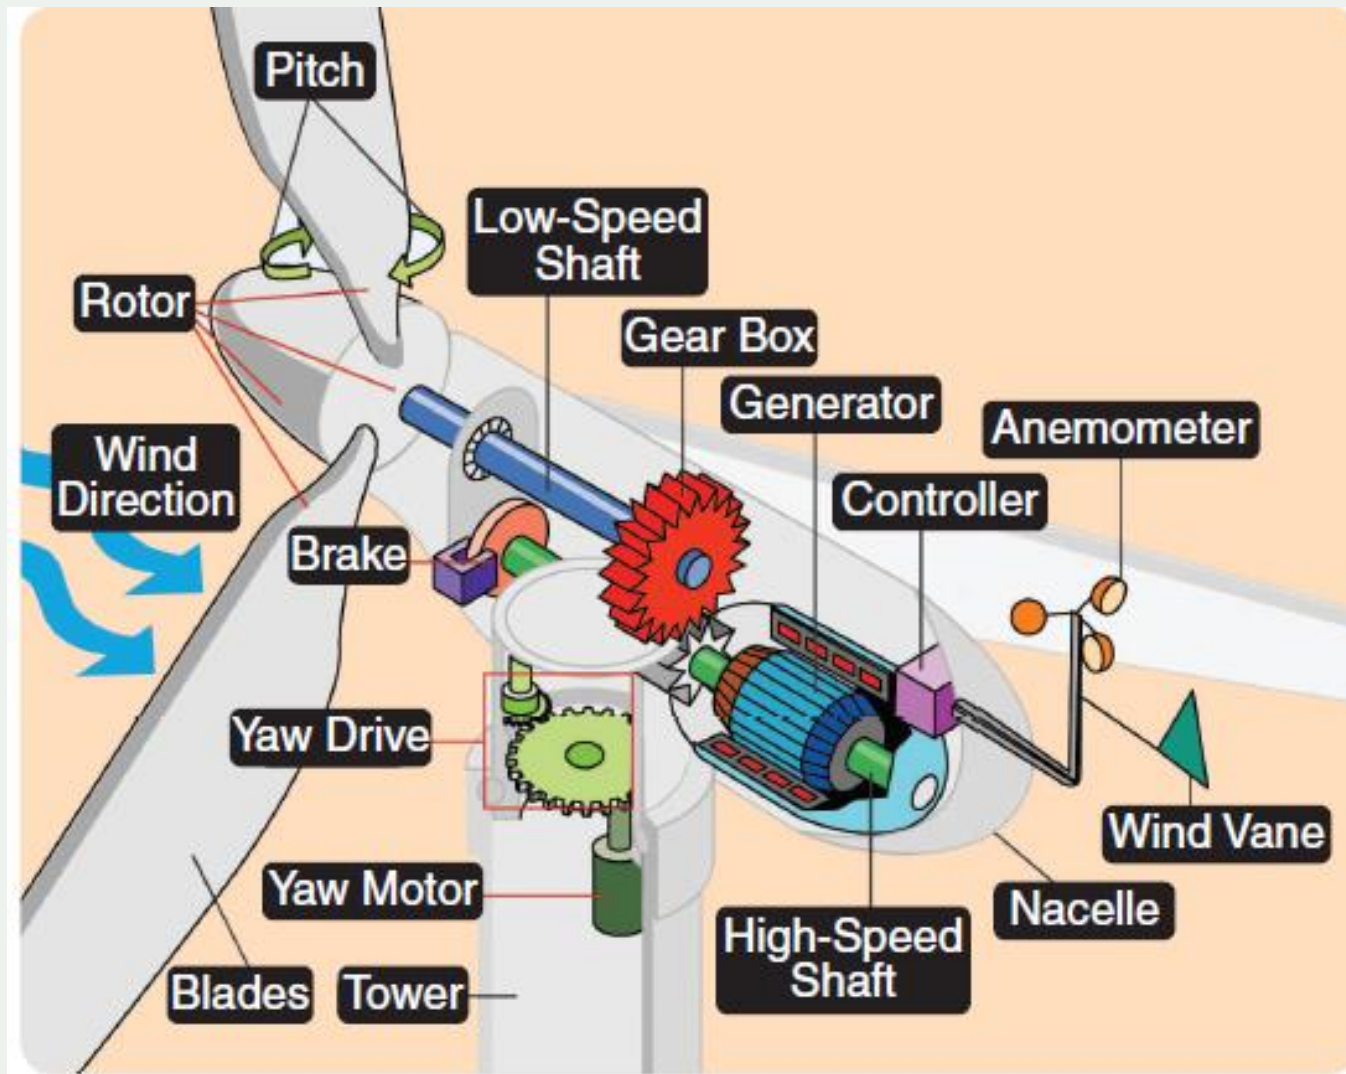 Pitch
Low-Speed
Shaft
Rotor
Gear Box
Generator
Anemometer
Wind
Direction
Controller
Brake
Yaw Drive
Wind Vane
Yaw Motor
Nacelle
High-Speed
Shaft
Blades
Tower